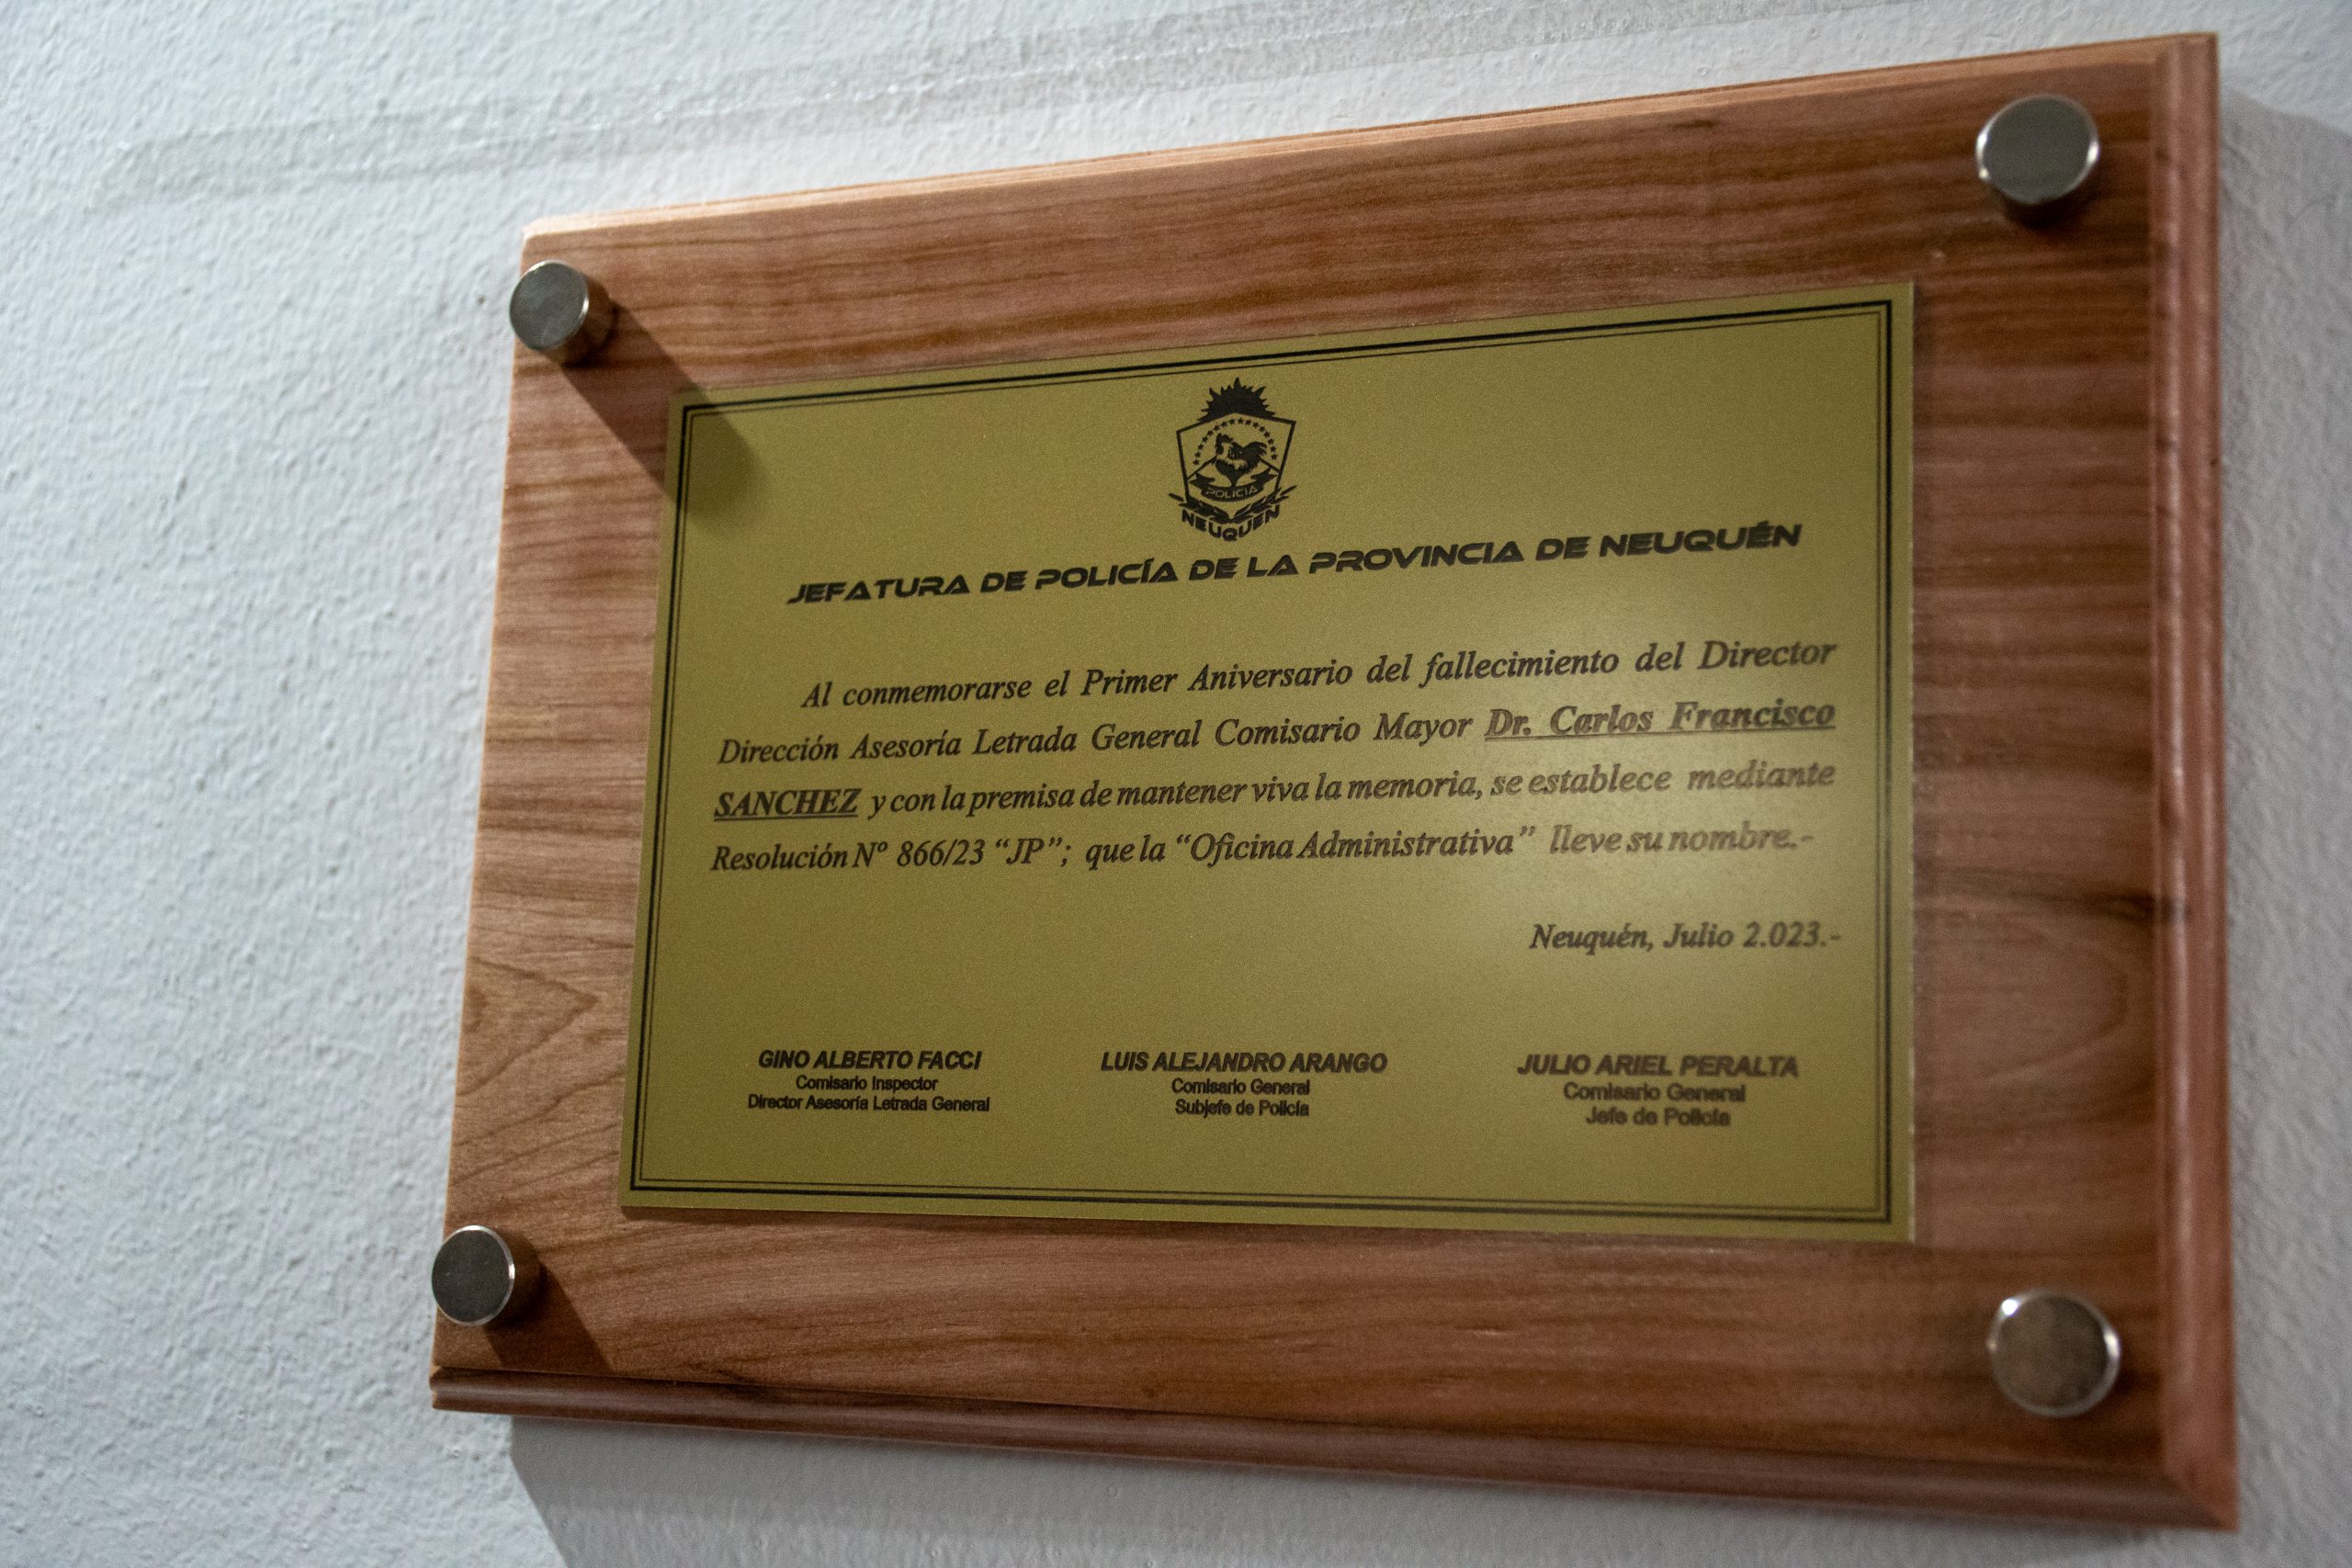 POLICIA
NEUQUEN
JEFATURA DE POLICÍA DE LA PROVINCIA DE NEUQUÉN
Al conmemorarse el Primer Aniversario del fallecimiento del Director
Dirección Asesoría Letrada General Comisario Mayor Dr. Carlos Francisco
SANCHEZ y con la premisa de mantener viva la memoria, se establece mediante
Resolución Nº 866/23 “JP”; que la “Oficina Administrativa” lleve su nombre.-
Neuquén, Julio 2.023.-
GINO ALBERTO FACCI
Comisario Inspector
Director Asesoría Letrada General
LUIS ALEJANDRO ARANGO
Comisario General
Subjefe de Policía
JULIO ARIEL PERALTA
Comisario General
Jefe de Policía